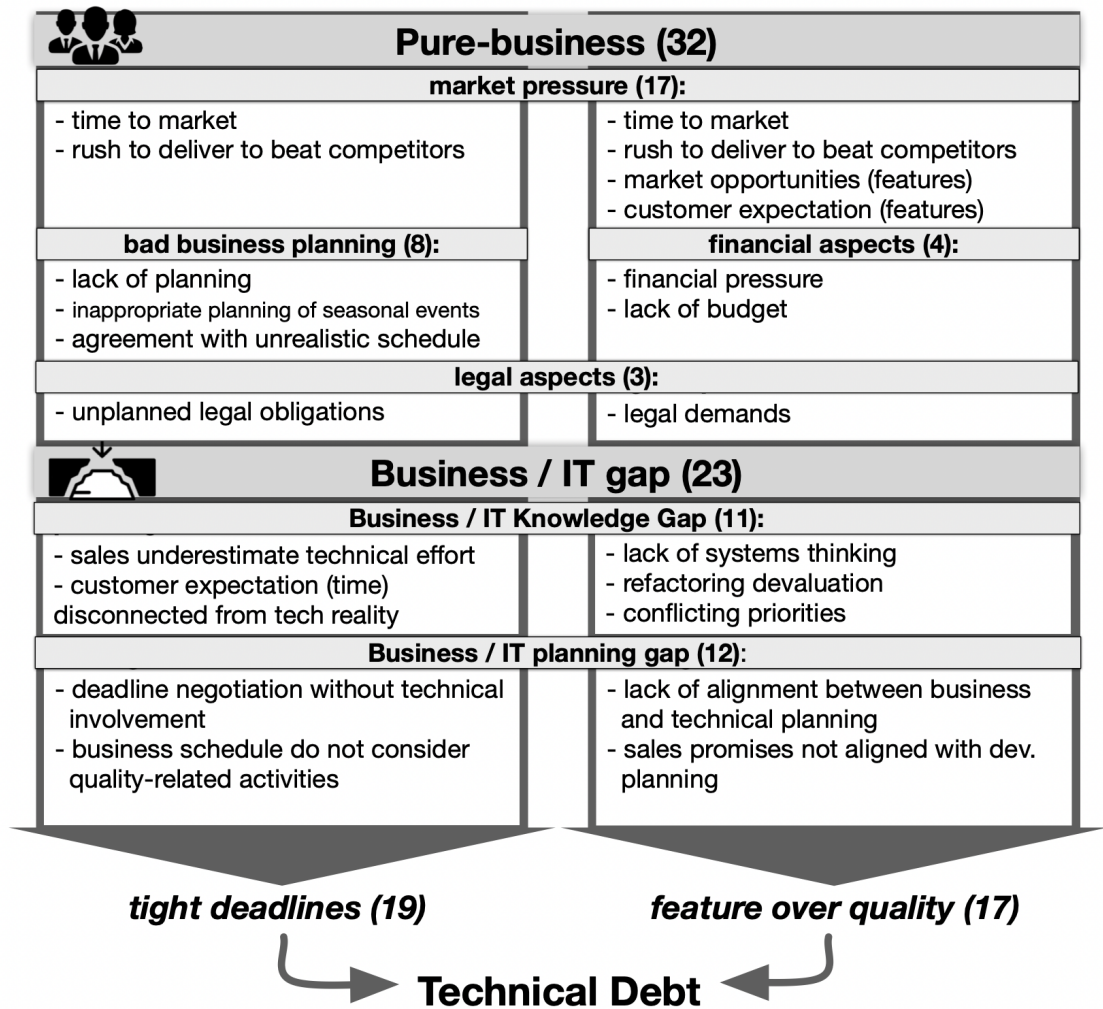 Pure-business (32)
market pressure (17):
- time to market
- rush to deliver to beat competitors
- time to market
- rush to deliver to beat competitors
- market opportunities (features)
- customer expectation (features)
bad business planning (8):
- lack of planning
- inappropriate planning of seasonal events
- agreement with unrealistic schedule
financial aspects (4):
- financial pressure
- lack of budget
legal aspects (3):
- unplanned legal obligations
- legal demands
Business / IT gap (23)
Business / IT Knowledge Gap (11):
- sales underestimate technical effort
- customer expectation (time)
disconnected from tech reality
- lack of systems thinking
- refactoring devaluation
- conflicting priorities
Business / IT planning gap (12):
- deadline negotiation without technical
involvement
- business schedule do not consider
quality-related activities
- lack of alignment between business
and technical planning
- sales promises not aligned with dev.
planning
tight deadlines (19)
feature over quality (17)
Technical Debt